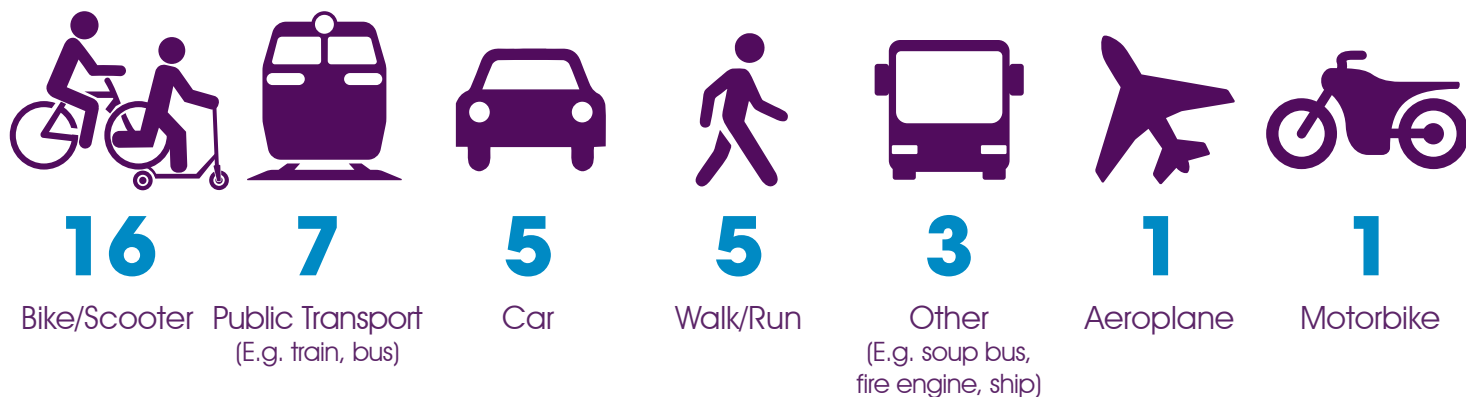 16 7 5 5 3 1 1
Bike/Scooter Public Transport Car Walk/Run Other Aeroplane Motorbike
(E.g. train, bus) (E.g. soup bus,
fire engine, ship)